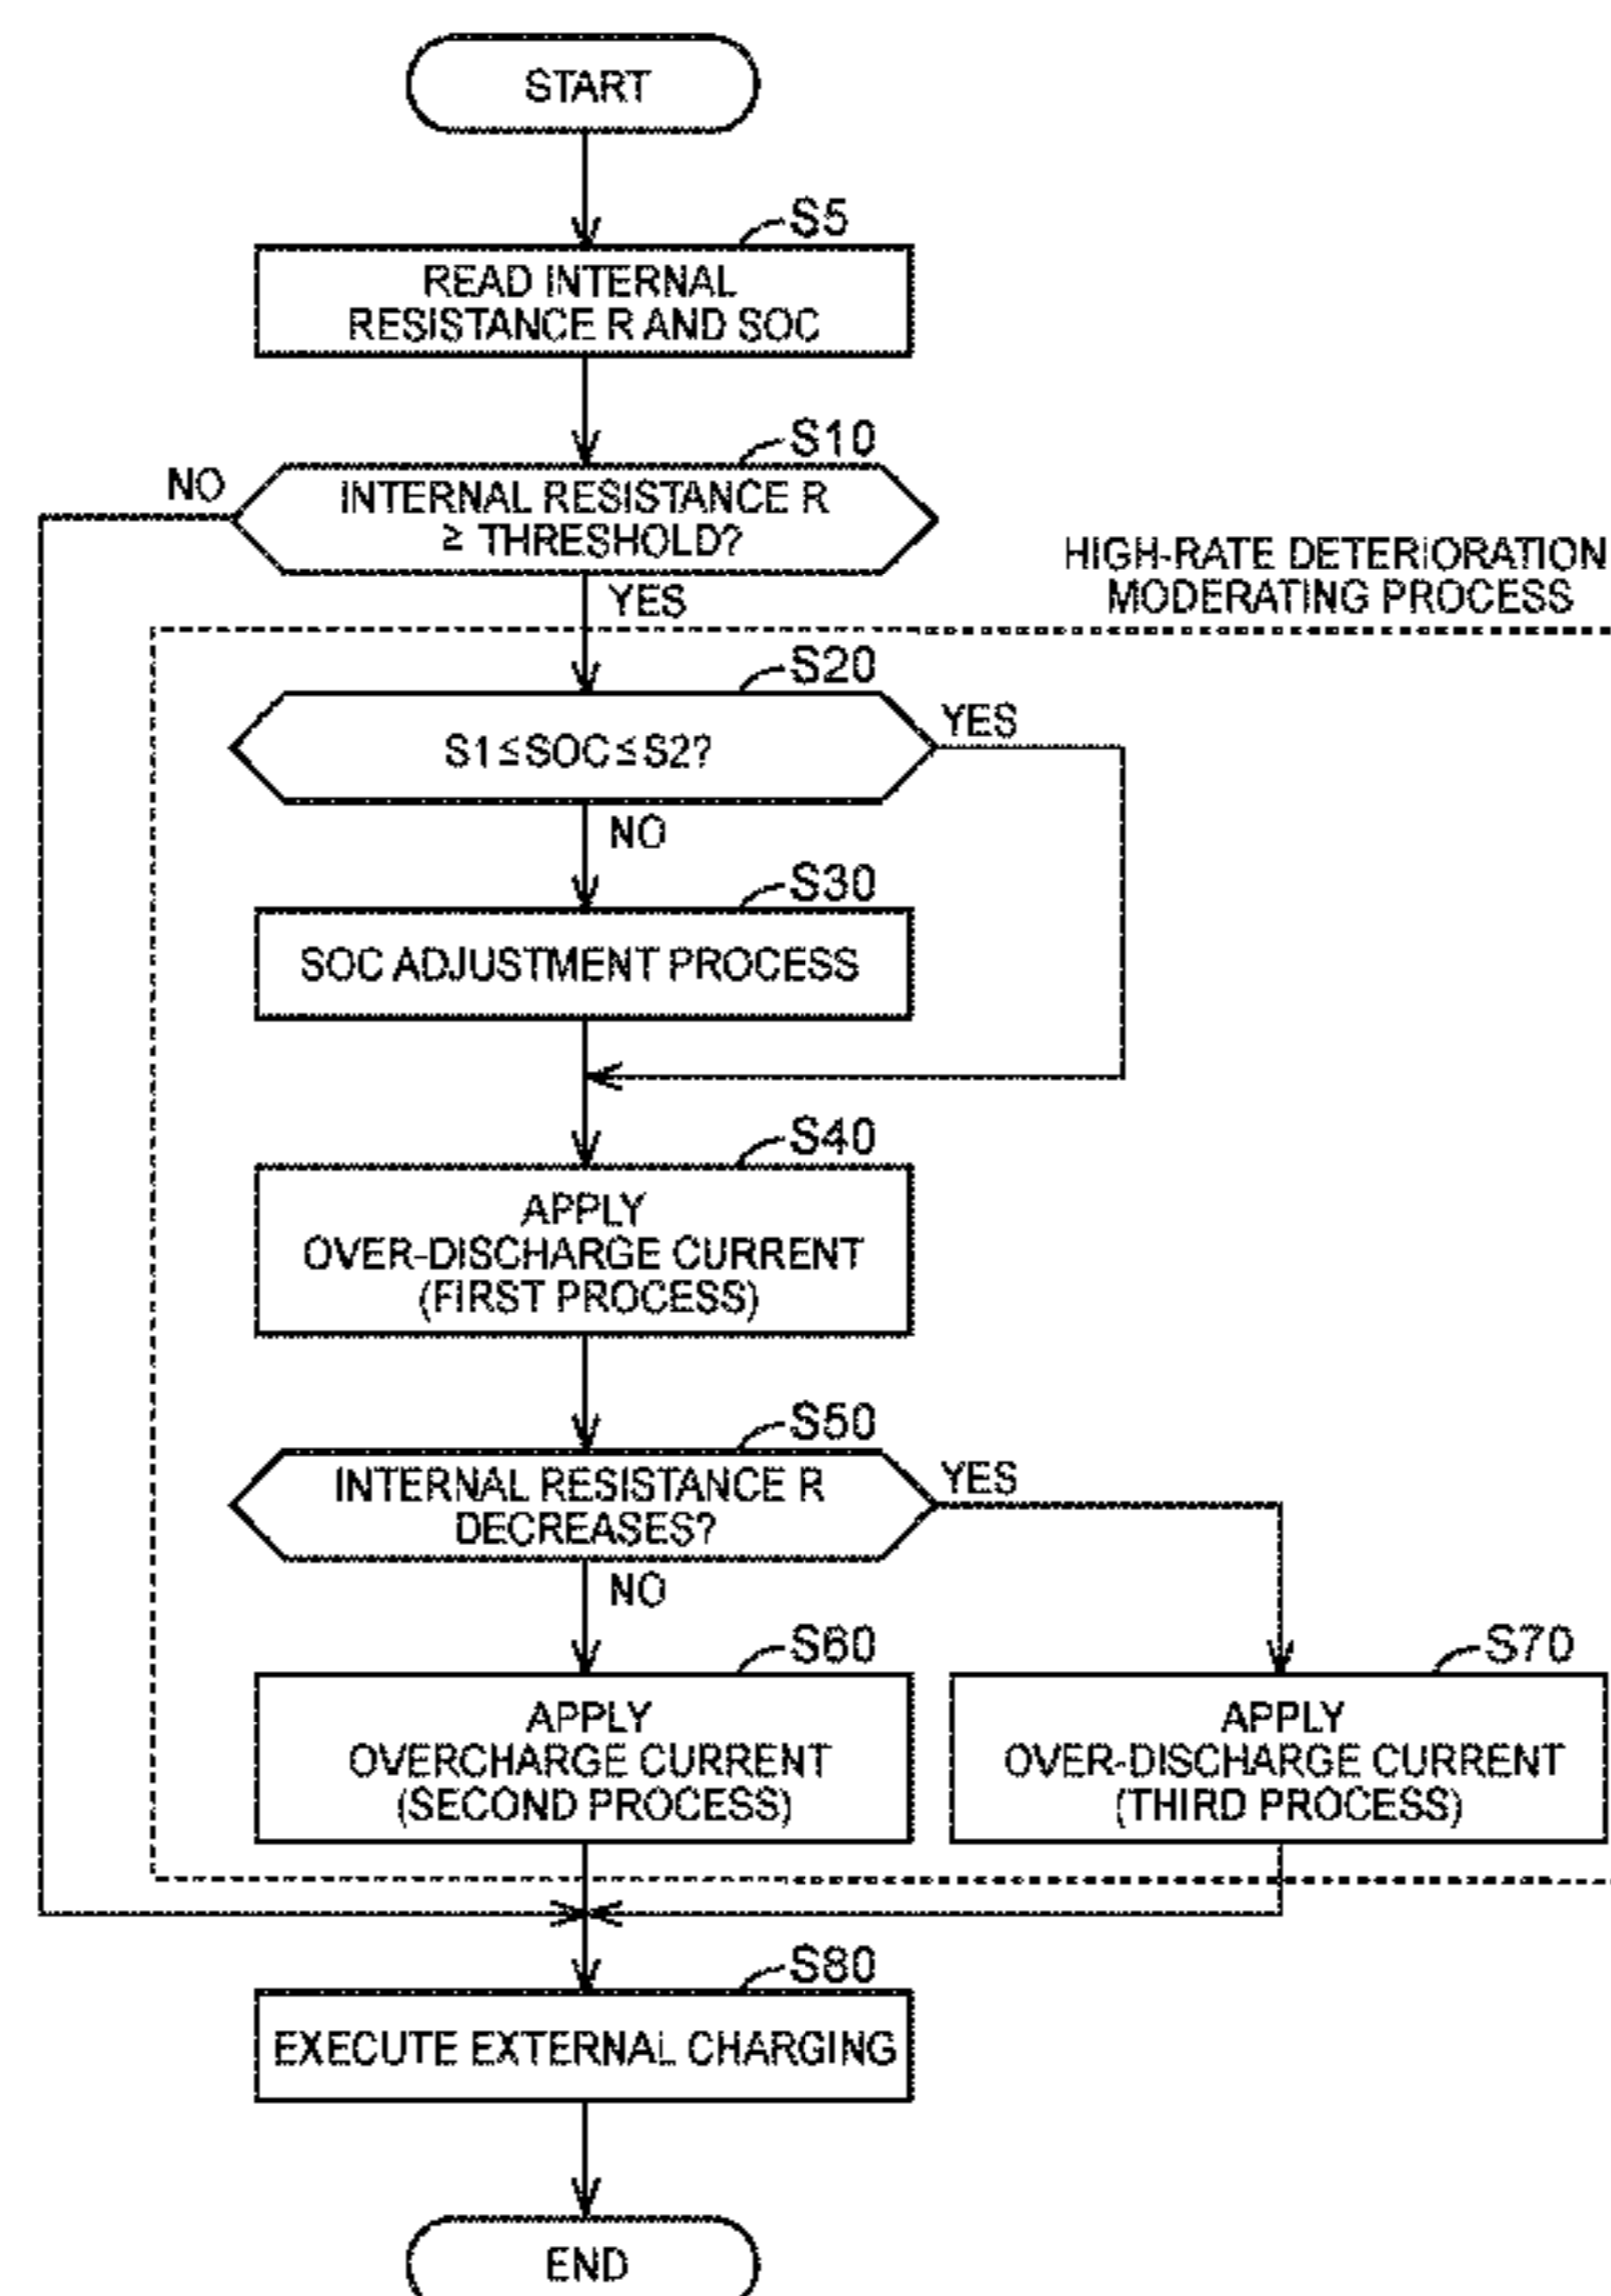 START
S5
READ INTERNAL
RESISTANCE R AND SOC
S10
NO
INTERNAL RESISTANCE R
≥ THRESHOLD?
YES
HIGH-RATE DETERIORATION
MODERATING PROCESS
S20
S1≤SOC≤S2?
YES
NO
S30
SOC ADJUSTMENT PROCESS
S40
APPLY
OVER-DISCHARGE CURRENT
(FIRST PROCESS)
S50
INTERNAL RESISTANCE R
DECREASES?
YES
NO
S60
APPLY
OVERCHARGE CURRENT
(SECOND PROCESS)
S70
APPLY
OVER-DISCHARGE CURRENT
(THIRD PROCESS)
S80
EXECUTE EXTERNAL CHARGING
END